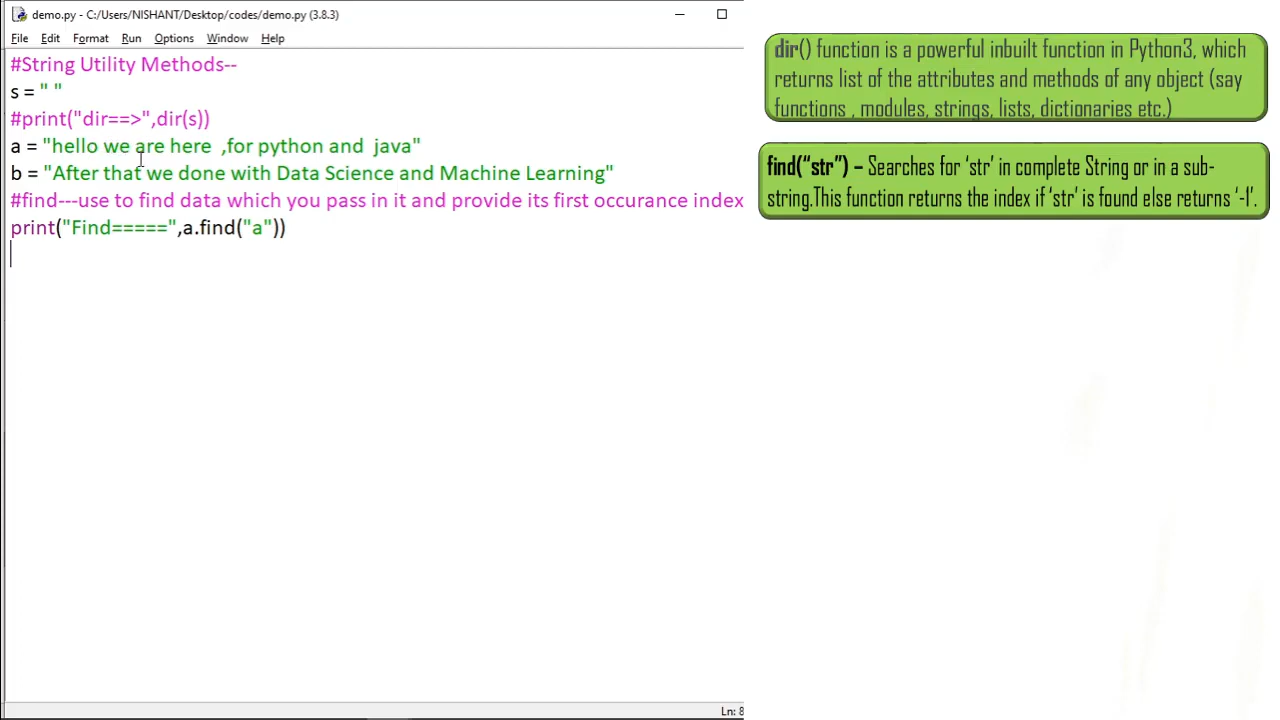 demo.py - C:/Users/NISHANT/Desktop/codes/demo.py (3.8.3)
File Edit Format Run Options Window Help
#String Utility Methods--
s = " "
#print("dir==>",dir(s))
a = "hello we are here  ,for python and  java"
b = "After that we done with Data Science and Machine Learning"
#find---use to find data which you pass in it and provide its first occurance index
print("Find=====",a.find("a"))
Ln: 8
dir() function is a powerful inbuilt function in Python3, which
returns list of the attributes and methods of any object (say
functions , modules, strings, lists, dictionaries etc.)
find(“str”) – Searches for ‘str’ in complete String or in a sub-
string.This function returns the index if ‘str’ is found else returns ‘-1’.